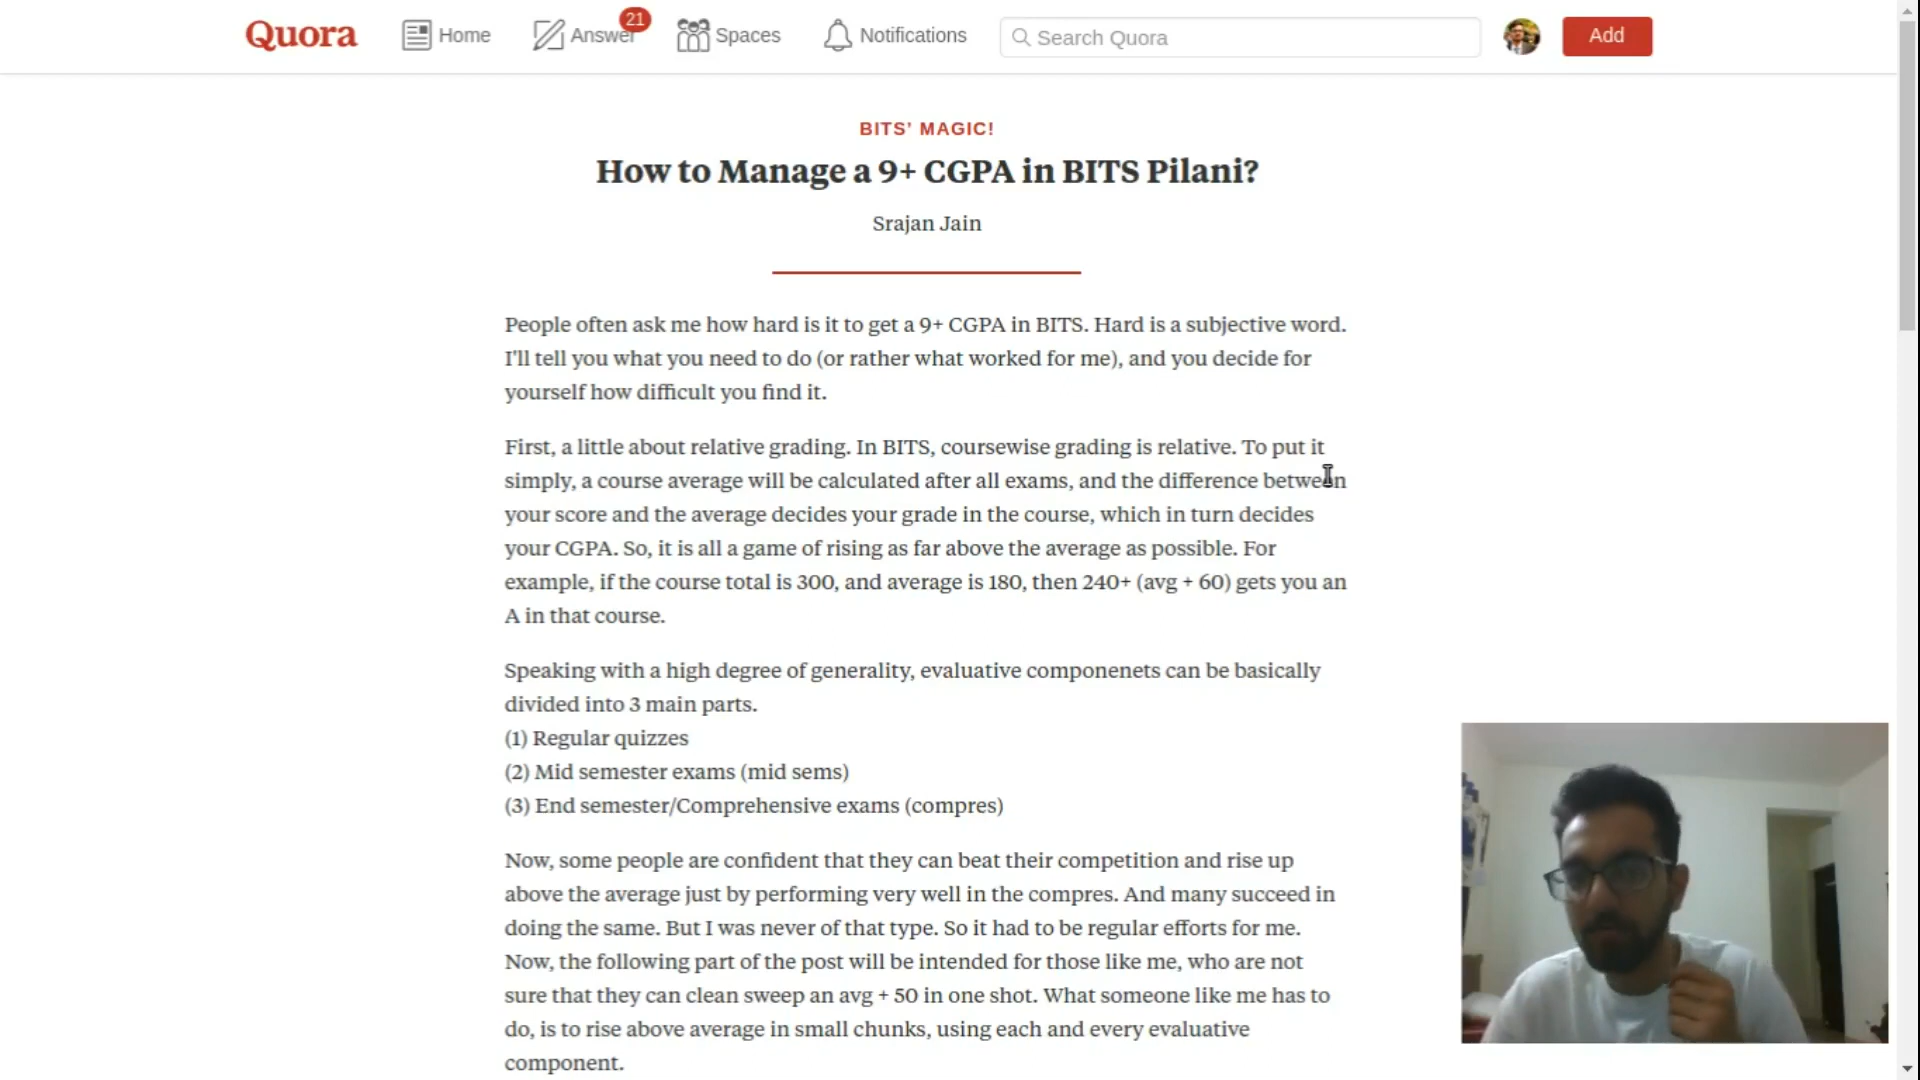 Quora Home Answer 21 Spaces Notifications Search Quora Add
BITS’ MAGIC!
How to Manage a 9+ CGPA in BITS Pilani?
Srajan Jain
People often ask me how hard is it to get a 9+ CGPA in BITS. Hard is a subjective word.
I'll tell you what you need to do (or rather what worked for me), and you decide for
yourself how difficult you find it.
First, a little about relative grading. In BITS, coursewise grading is relative. To put it
simply, a course average will be calculated after all exams, and the difference between
your score and the average decides your grade in the course, which in turn decides
your CGPA. So, it is all a game of rising as far above the average as possible. For
example, if the course total is 300, and average is 180, then 240+ (avg + 60) gets you an
A in that course.
Speaking with a high degree of generality, evaluative componenets can be basically
divided into 3 main parts.
(1) Regular quizzes
(2) Mid semester exams (mid sems)
(3) End semester/Comprehensive exams (compres)
Now, some people are confident that they can beat their competition and rise up
above the average just by performing very well in the compres. And many succeed in
doing the same. But I was never of that type. So it had to be regular efforts for me.
Now, the following part of the post will be intended for those like me, who are not
sure that they can clean sweep an avg + 50 in one shot. What someone like me has to
do, is to rise above average in small chunks, using each and every evaluative
component.